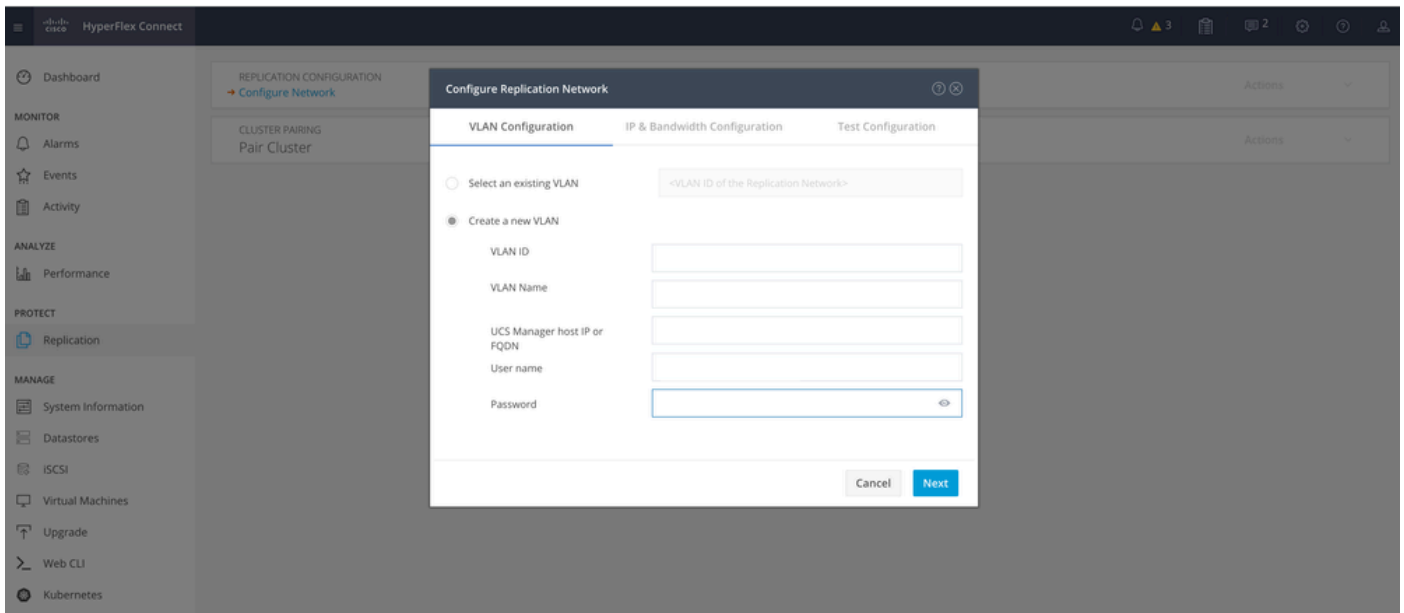 CISCO HyperFlex Connect
3
2
Dashboard
MONITOR
Alarms
Events
Activity
ANALYZE
Performance
PROTECT
Replication
MANAGE
System Information
Datastores
iSCSI
Virtual Machines
Upgrade
Web CLI
Kubernetes
REPLICATION CONFIGURATION
Configure Network
Actions
CLUSTER PAIRING
Pair Cluster
Actions
Configure Replication Network
VLAN Configuration IP & Bandwidth Configuration Test Configuration
Select an existing VLAN <VLAN ID of the Replication Network>
Create a new VLAN
VLAN ID
VLAN Name
UCS Manager host IP or
FQDN
User name
Password
Cancel Next